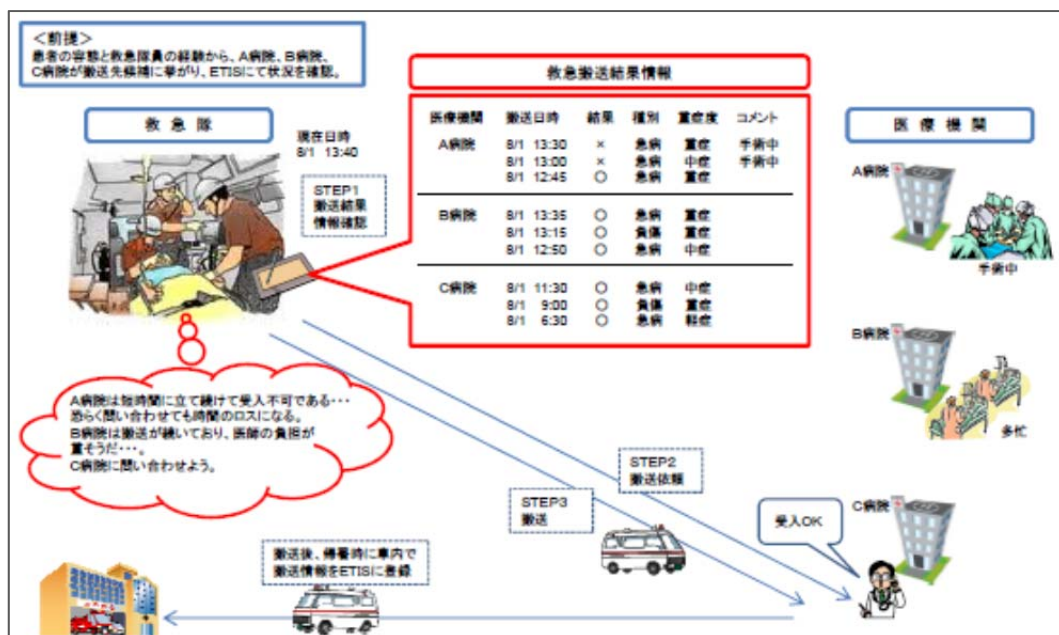 <前提>
患者の容態と救急隊員の経験から、A病院、B病院、
C病院が搬送先候補に挙がり、ETISにて状況を確認。
救急隊
現在日時
8/1 13:40
STEP1
搬送結果
情報確認
救急搬送結果情報
医療機関 搬送日時 結果 種別 重症度 コメント
A病院 8/1 13:30 × 急病 重症 手術中
8/1 13:00 × 急病 中症 手術中
8/1 12:45 ○ 急病 重症
B病院 8/1 13:35 ○ 急病 重症
8/1 13:15 ○ 負傷 重症
8/1 12:50 ○ 急病 中症
C病院 8/1 11:30 ○ 急病 中症
8/1 9:00 ○ 負傷 重症
8/1 6:30 ○ 急病 軽症
医療機関
A病院
手術中
B病院
多忙
C病院
受入OK
A病院は短時間に立て続けて受入不可である・・・
恐らく問い合わせても時間のロスになる。
B病院は搬送が続いており、医師の負担が
重そうだ・・・。
C病院に問い合わせよう。
STEP2
搬送依頼
STEP3
搬送
搬送後、帰署時に車内で
搬送情報をETISに登録